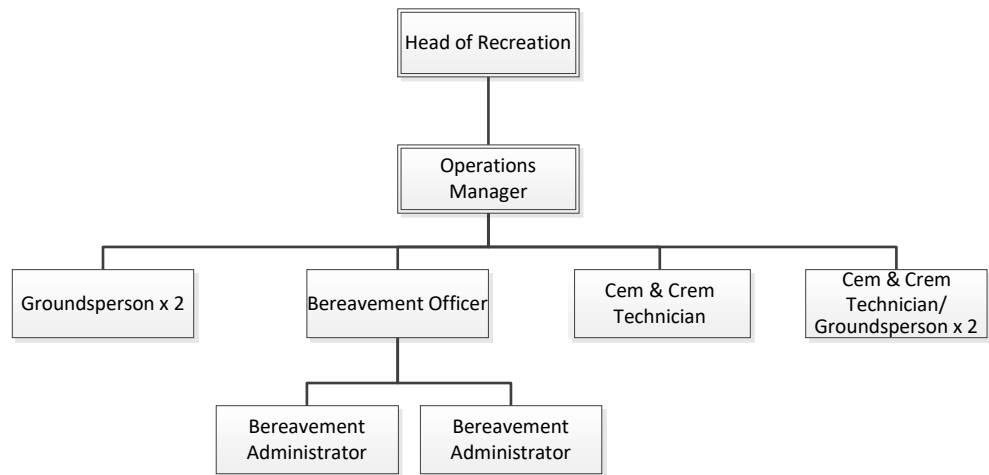 Head of Recreation
Operations
Manager
Groundsperson x 2
Bereavement Officer
Cem & Crem
Technician
Cem & Crem
Technician/
Groundsperson x 2
Bereavement
Administrator
Bereavement
Administrator